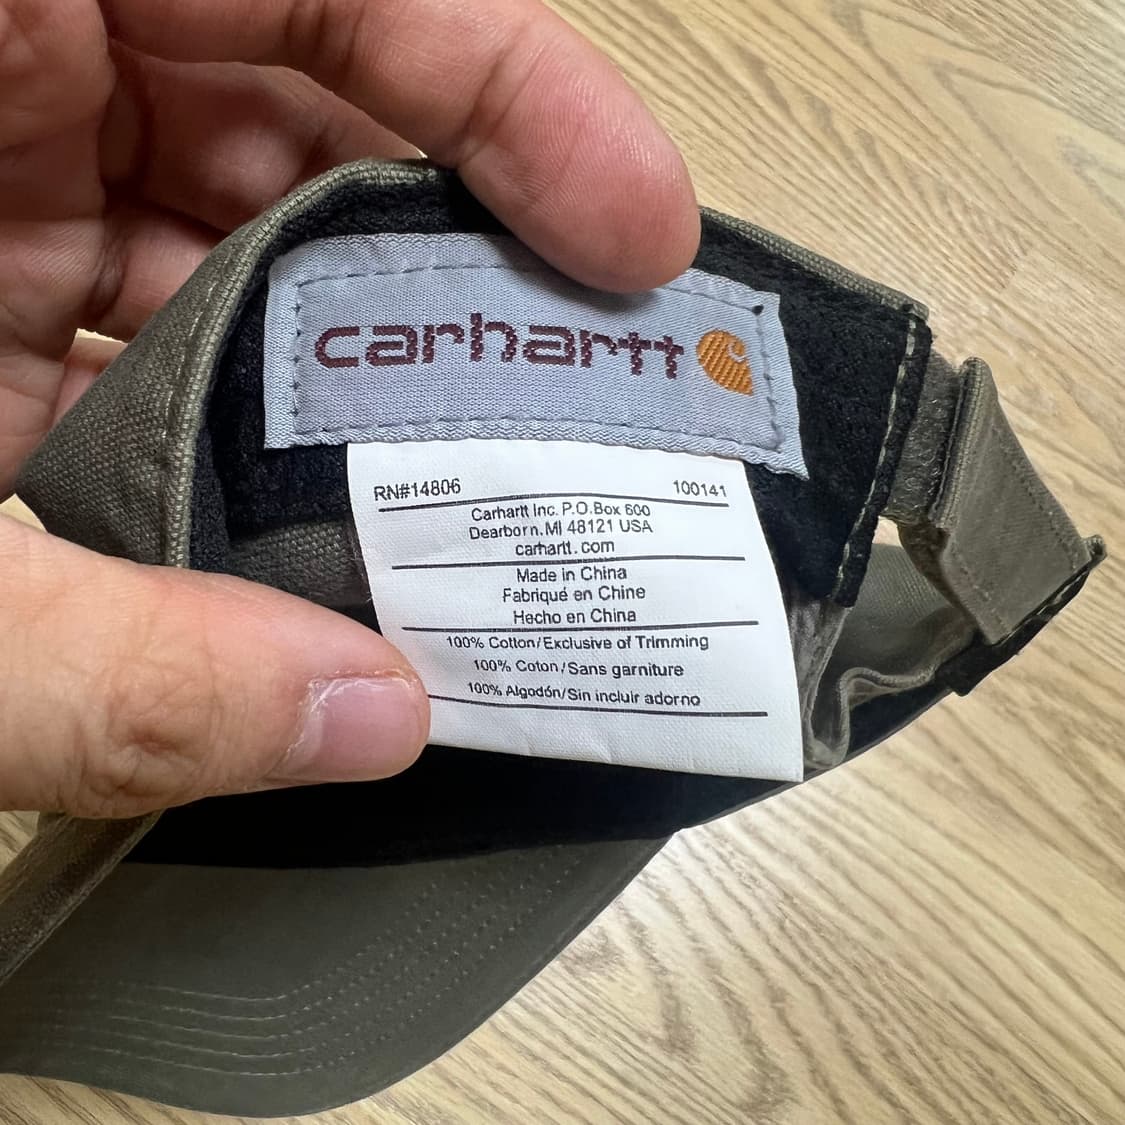 carhartt
RN#14806 100141
Carhartt Inc. P.O.Box 600
Dearborn.MI 48121 USA
carhartt.com
Made in China
Fabriqué en Chine
Hecho en China
100% Cotton/Exclusive of Trimming
100% Coton/Sans garniture
100% Algodón/Sin incluir adorno